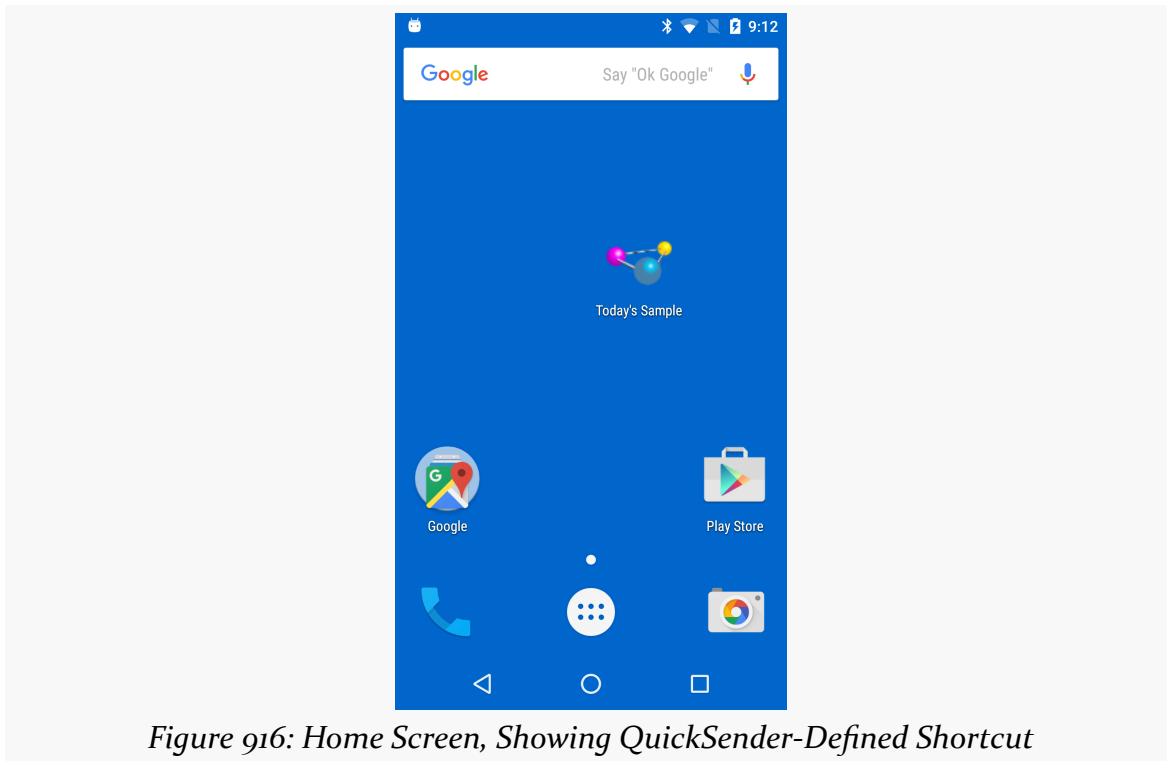 9:12
Google Say "Ok Google"
Today's Sample
G
Google
Play Store
Figure 916: Home Screen, Showing QuickSender-Defined Shortcut